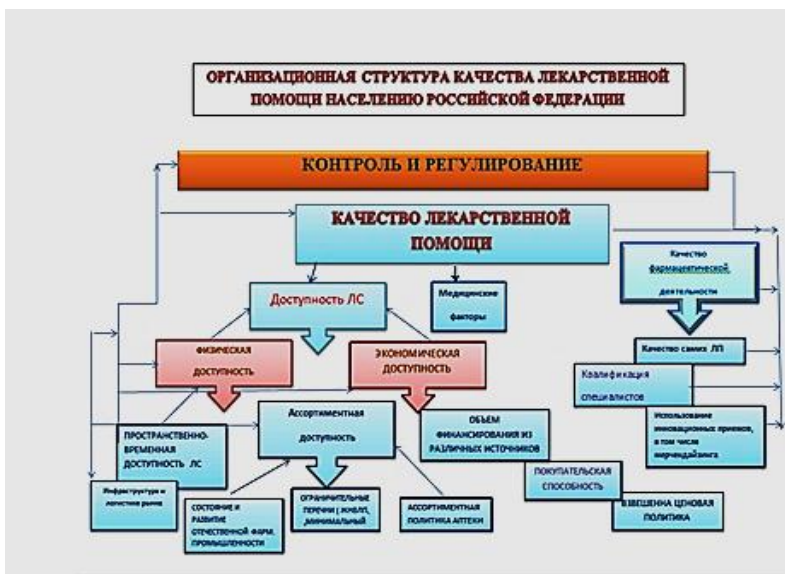 ОРГАНИЗАЦИОННАЯ СТРУКТУРА КАЧЕСТВА ЛЕКАРСТВЕННОЙ
ПОМОЩИ НАСЕЛЕНИЮ РОССИЙСКОЙ ФЕДЕРАЦИИ
КОНТРОЛЬ И РЕГУЛИРОВАНИЕ
КАЧЕСТВО ЛЕКАРСТВЕННОЙ
ПОМОЩИ
Качество
фармацевтической
деятельности
Доступность ЛС
Медицинские
факторы
ФИЗИЧЕСКАЯ
ДОСТУПНОСТЬ
ЭКОНОМИЧЕСКАЯ
ДОСТУПНОСТЬ
Качество самих ЛП
Квалификация
специалистов
Ассортиментная
доступность
ОБЪЕМ
ФИНАНСИРОВАНИЯ ИЗ
РАЗЛИЧНЫХ ИСТОЧНИКОВ
Использование
инновационных приемов,
в том числе
мерчендайзинга
ПРОСТРАНСТВЕННО-
ВРЕМЕННАЯ
ДОСТУПНОСТЬ ЛС
ПОКУПАТЕЛЬСКАЯ
СПОСОБНОСТЬ
Инфраструктура и
логистика рынка
СОСТОЯНИЕ И
РАЗВИТИЕ
ОТЕЧЕСТВЕННОЙ ФАРМ.
ПРОМЫШЛЕННОСТИ
ОГРАНИЧИТЕЛЬНЫЕ
ПЕРЕЧНИ ( ЖНВЛП,
,МИНИМАЛЬНЫЙ
АССОРТИМЕНТНАЯ
ПОЛИТИКА АПТЕКИ
ВЗВЕШЕННА ЦЕНОВАЯ
ПОЛИТИКА